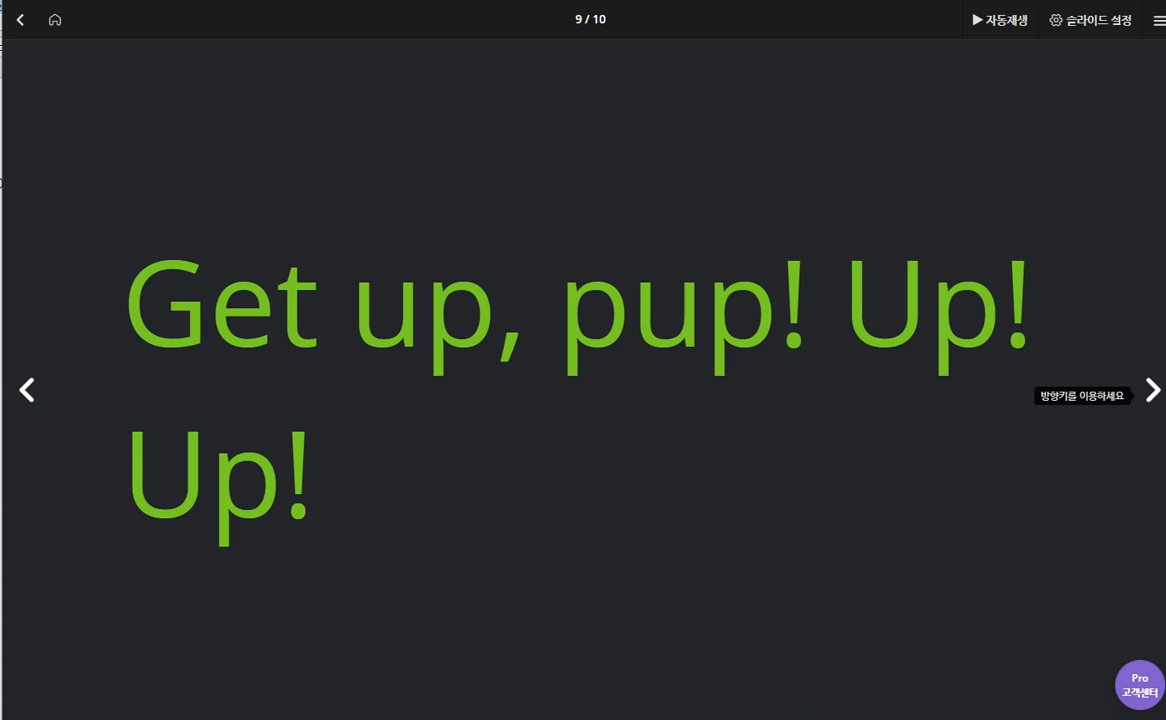 9 / 10
▶ 자동재생
슬라이드 설정
Get up, pup! Up!
방향키를 이용하세요
Up!
Pro
고객센터